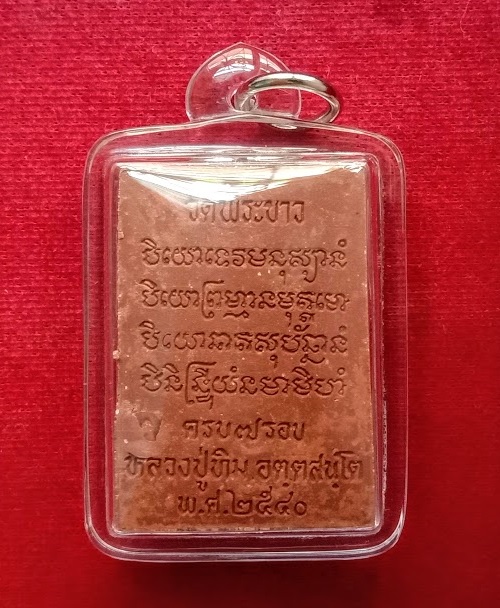 วัดพระขาว
បិយោទេវមនុស្សានំ
បិយោព្រហ្មានមុត្តមោ
បិយោនាគសុបណ្ណានំ
បិនិន្ទ្រិយំនមាមិហំ
ครบ๗รอบ
หลวงปู่ทิม อตฺตสนฺโต
พ.ศ.๒๕๔๐